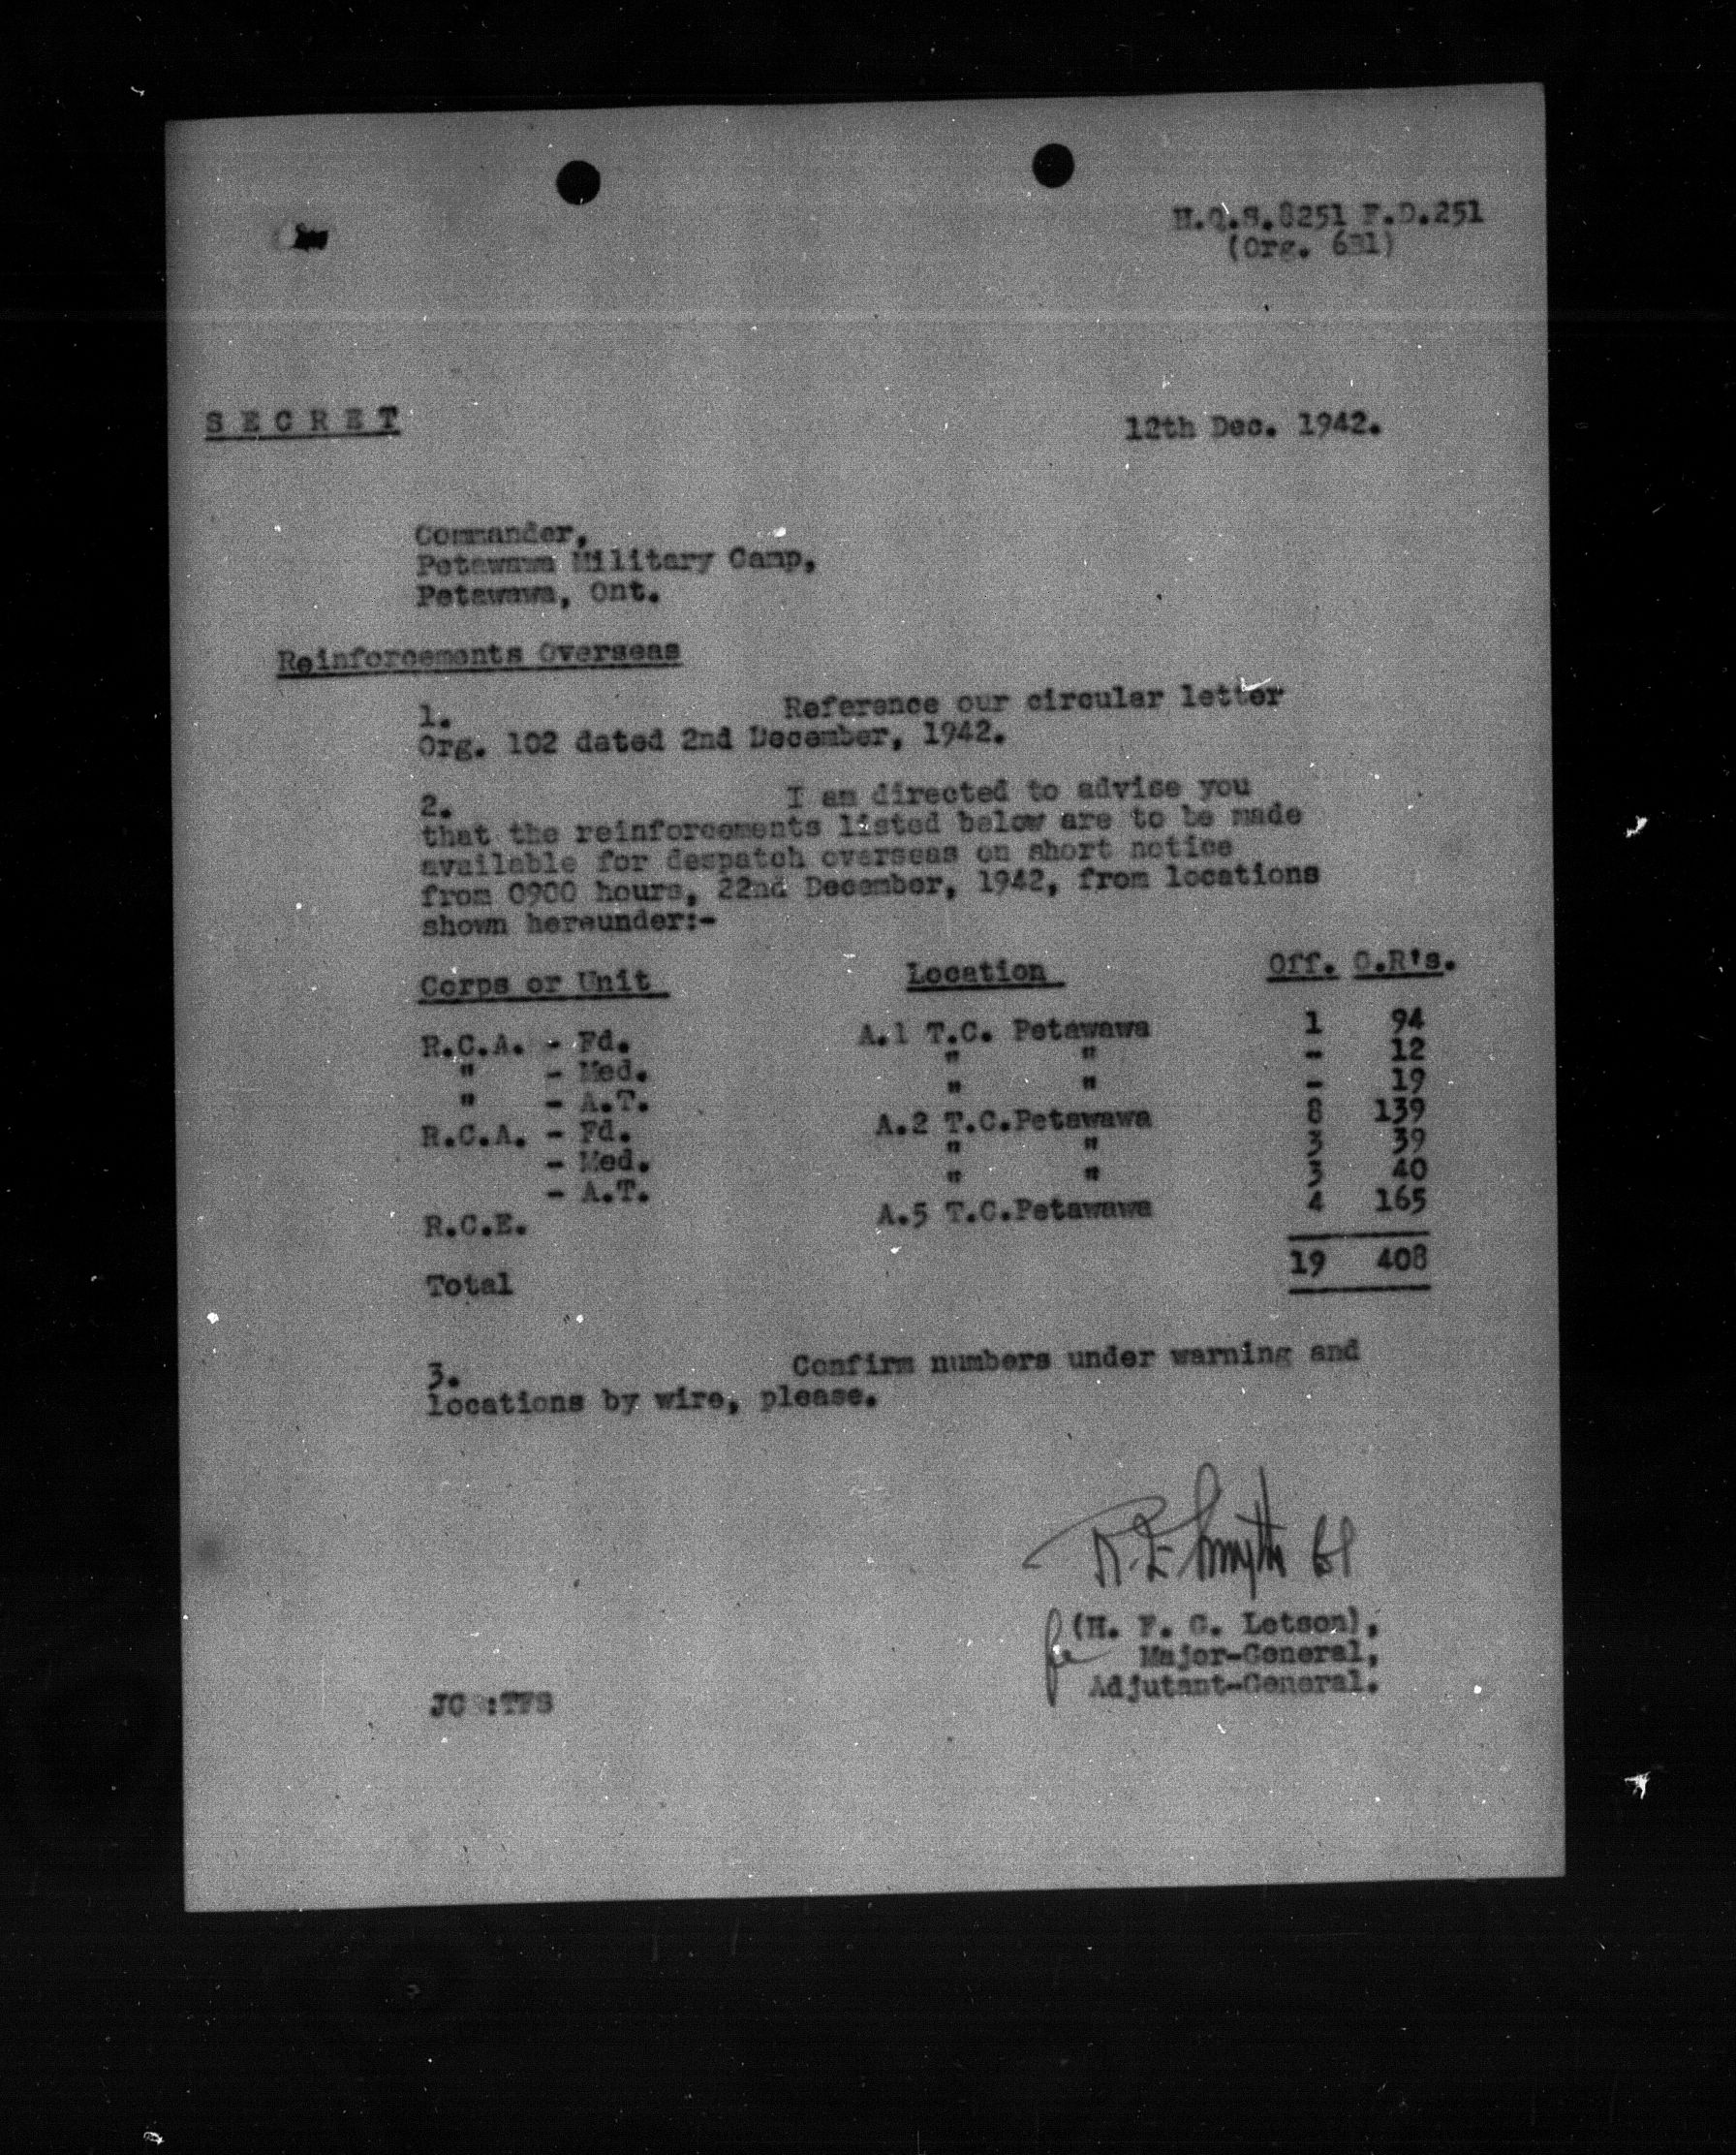 H.Q.S.8251 F.D.251
(Org. 6B1)
S E C R E T
12th Dec. 1942.
Commander,
Petawawa Military Camp,
Petawawa, Ont.
Reinforcements Overseas
1. Reference our circular letter
Org. 102 dated 2nd December, 1942.
2. I am directed to advise you
that the reinforcements listed below are to be made
available for despatch overseas on short notice
from 0900 hours, 22nd December, 1942, from locations
shown hereunder:-
Corps or Unit Location Off. O.R's.
R.C.A. - Fd. A.1 T.C. Petawawa 1 94
" - Med. " " - 12
" - A.T. " " - 19
R.C.A. - Fd. A.2 T.C.Petawawa 8 139
- Med. " " 3 39
- A.T. " " 3 40
R.C.E. A.5 T.C.Petawawa 4 165
Total 19 408
3. Confirm numbers under warning and
locations by wire, please.
Smyth
for (H. F. G. Letson),
Major-General,
Adjutant-General.